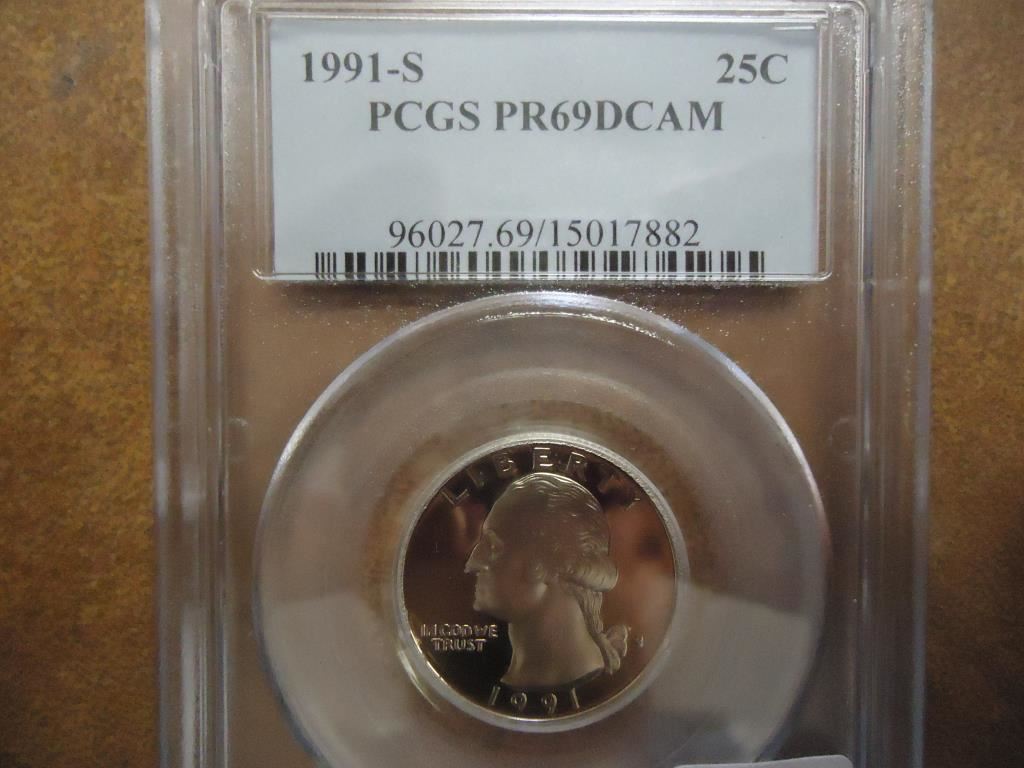 1991-S 25C
PCGS PR69DCAM
96027.69/15017882
LIBERTY
IN GOD WE
TRUST
1991